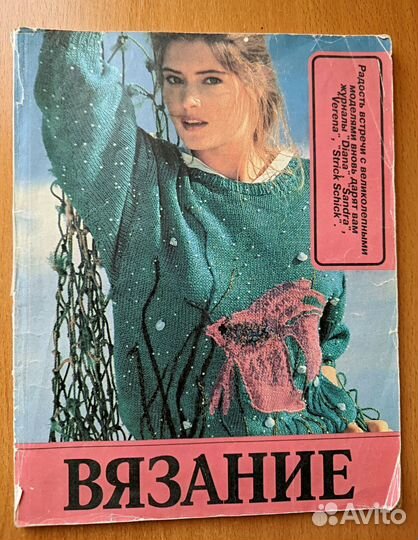 Радость встречи с великолепными
моделями вновь дарят вам
журналы "Diana", "Sandra",
"Verena", "Strick Schick".
ВЯЗАНИЕ
Avito